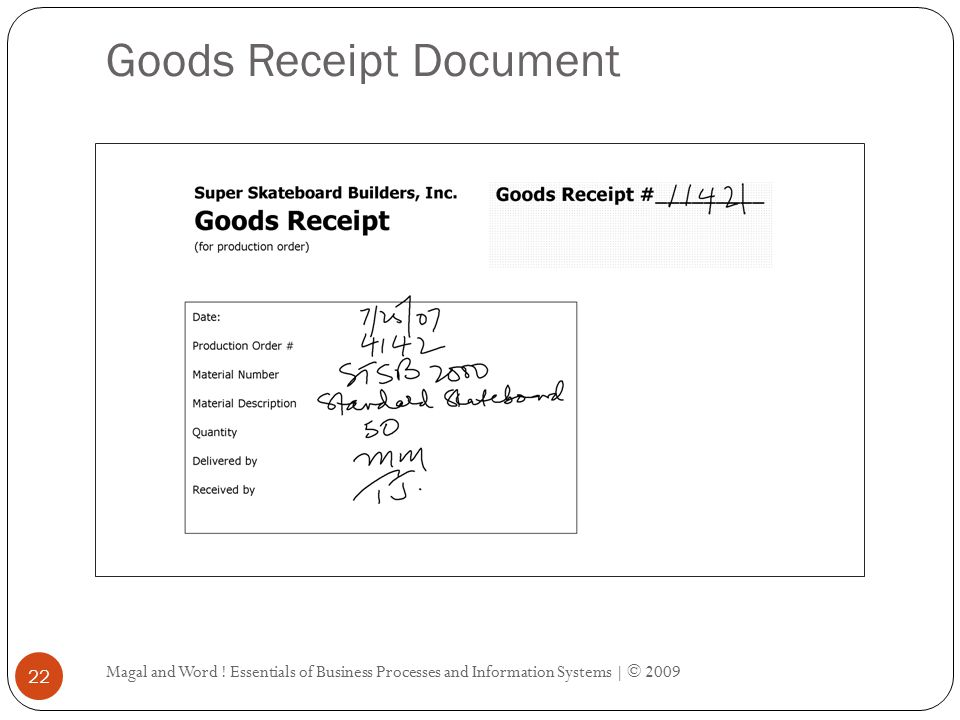 Goods Receipt Document
Super Skateboard Builders, Inc.
Goods Receipt # 11421
Goods Receipt
(for production order)
Date: 7/25/07
Production Order # 4142
Material Number STSB 2000
Material Description Standard Skateboard
Quantity 50
Delivered by MM
Received by TJ.
22
Magal and Word ! Essentials of Business Processes and Information Systems | © 2009